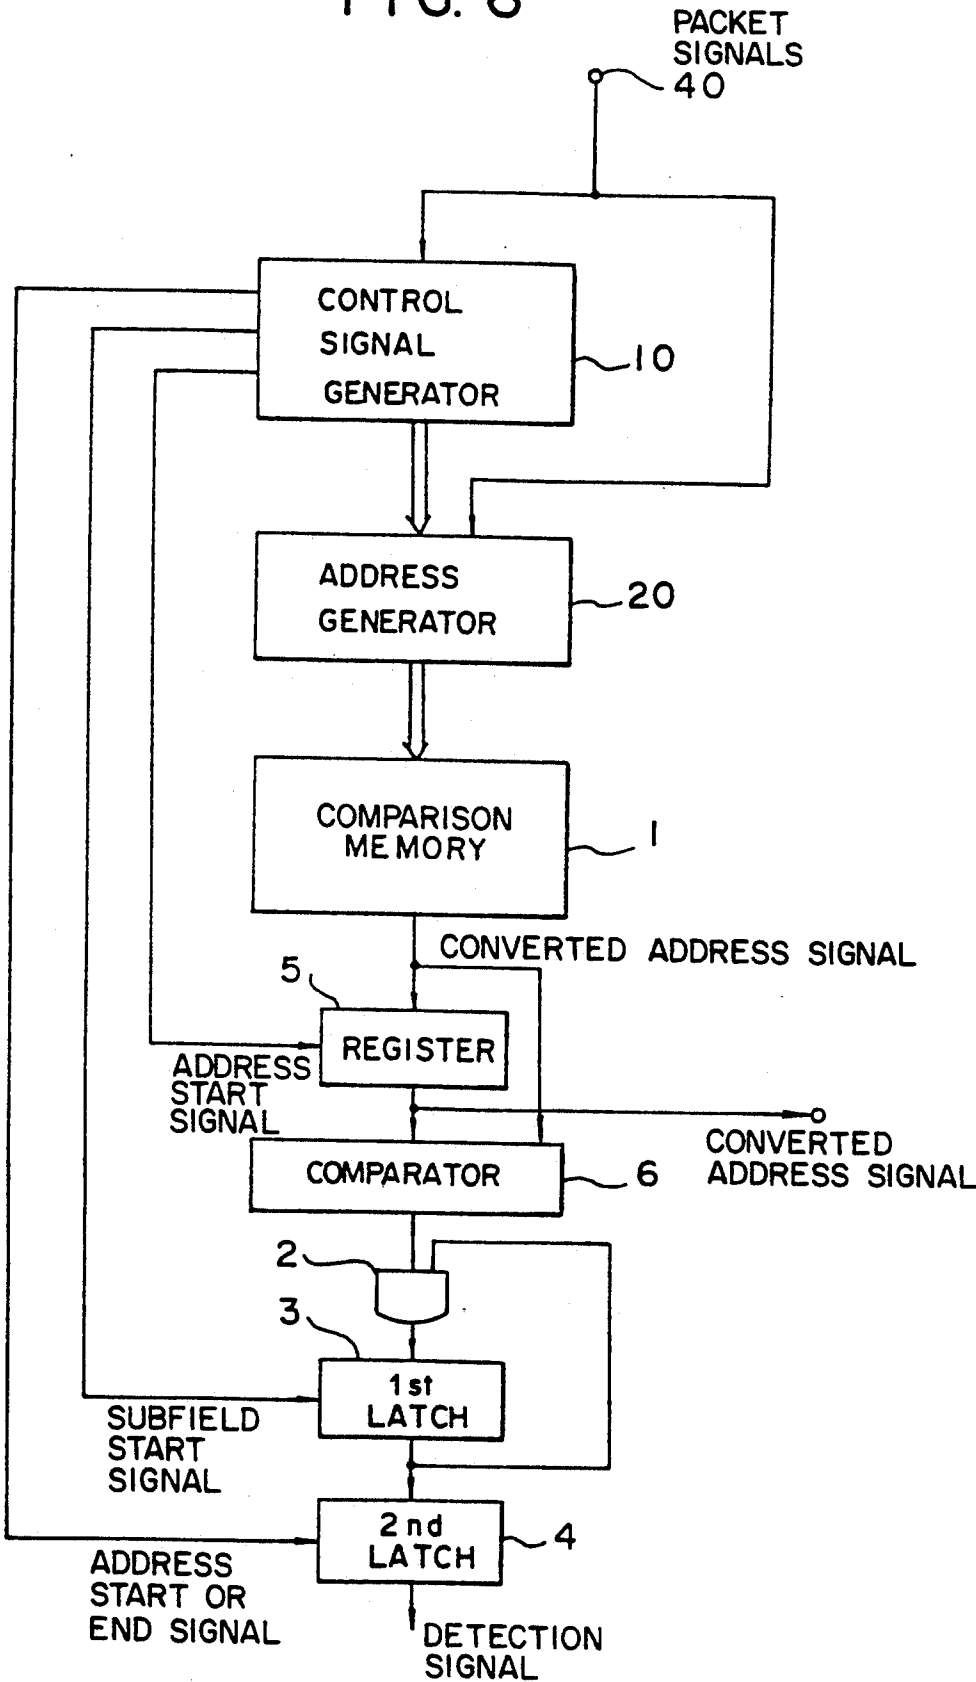 FIG. 8
PACKET
SIGNALS
40
CONTROL
SIGNAL
GENERATOR
10
ADDRESS
GENERATOR
20
COMPARISON
MEMORY
1
CONVERTED ADDRESS SIGNAL
5
REGISTER
ADDRESS
START
SIGNAL
CONVERTED
ADDRESS SIGNAL
COMPARATOR
6
2
3
1st
LATCH
SUBFIELD
START
SIGNAL
2nd
LATCH
4
ADDRESS
START OR
END SIGNAL
DETECTION
SIGNAL